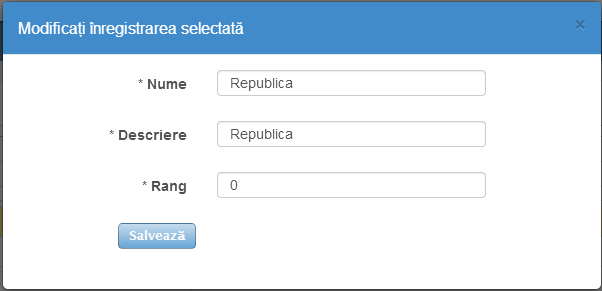 Modificați înregistrarea selectată ×
* Nume Republica
* Descriere Republica
* Rang 0
Salvează